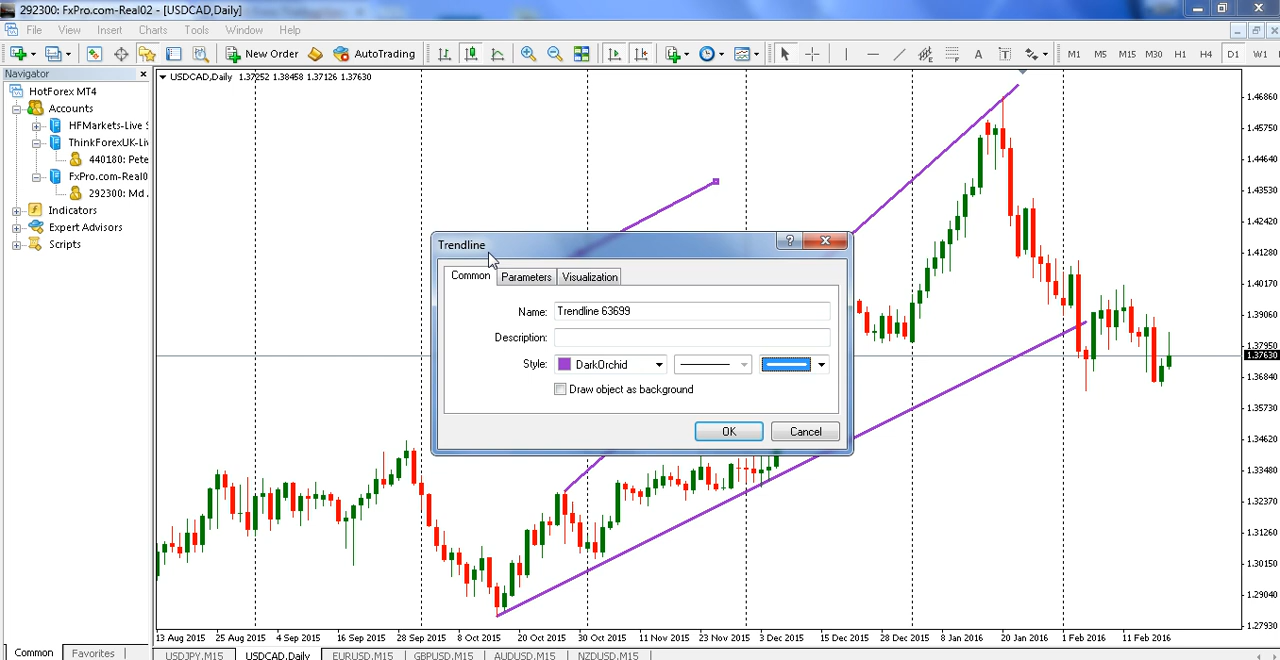 292300: FxPro.com-Real02 - [USDCAD,Daily]
File View Insert Charts Tools Window Help
New Order AutoTrading A T M1 M5 M15 M30 H1 H4 D1 W1
Navigator
HotForex MT4
Accounts
HFMarkets-Live S
ThinkForexUK-Liv
440180: Pete
FxPro.com-Real0
292300: Md
Indicators
Expert Advisors
Scripts
Common Favorites
USDCAD,Daily 1.37252 1.38458 1.37126 1.37630
Trendline
Common Parameters Visualization
Name: Trendline 63699
Description:
Style: DarkOrchid
Draw object as background
OK Cancel
1.46860
1.45750
1.44640
1.43530
1.42420
1.41280
1.40170
1.39060
1.37950
1.37630
1.36840
1.35730
1.34620
1.33480
1.32370
1.31260
1.30150
1.29040
1.27930
13 Aug 2015 25 Aug 2015 4 Sep 2015 16 Sep 2015 28 Sep 2015 8 Oct 2015 20 Oct 2015 30 Oct 2015 11 Nov 2015 23 Nov 2015 3 Dec 2015 15 Dec 2015 28 Dec 2015 8 Jan 2016 20 Jan 2016 1 Feb 2016 11 Feb 2016
USDJPY,M15 USDCAD,Daily EURUSD,M15 GBPUSD,M15 AUDUSD,M15 NZDUSD,M15